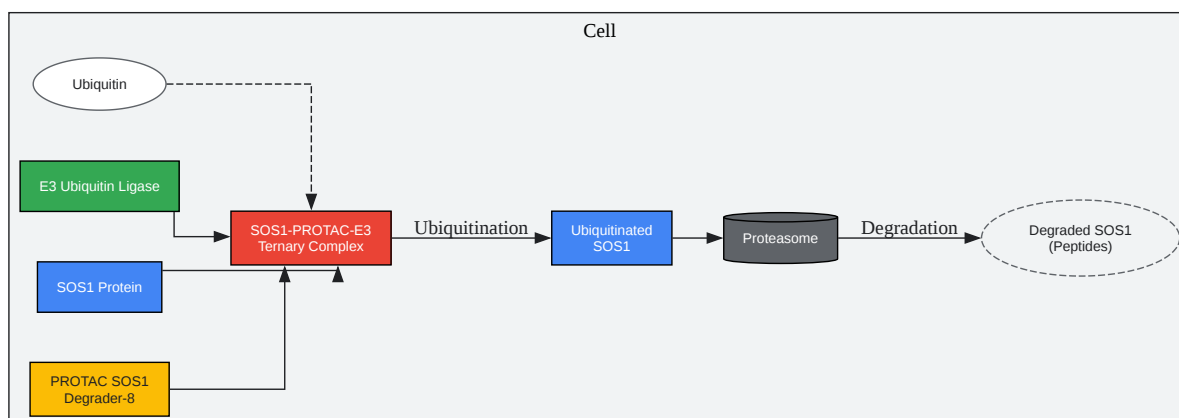 Cell
Ubiquitin
E3 Ubiquitin Ligase
SOS1-PROTAC-E3
Ternary Complex
Ubiquitination
Ubiquitinated
SOS1
Proteasome
Degradation
Degraded SOS1
(Peptides)
SOS1 Protein
PROTAC SOS1
Degrader-8